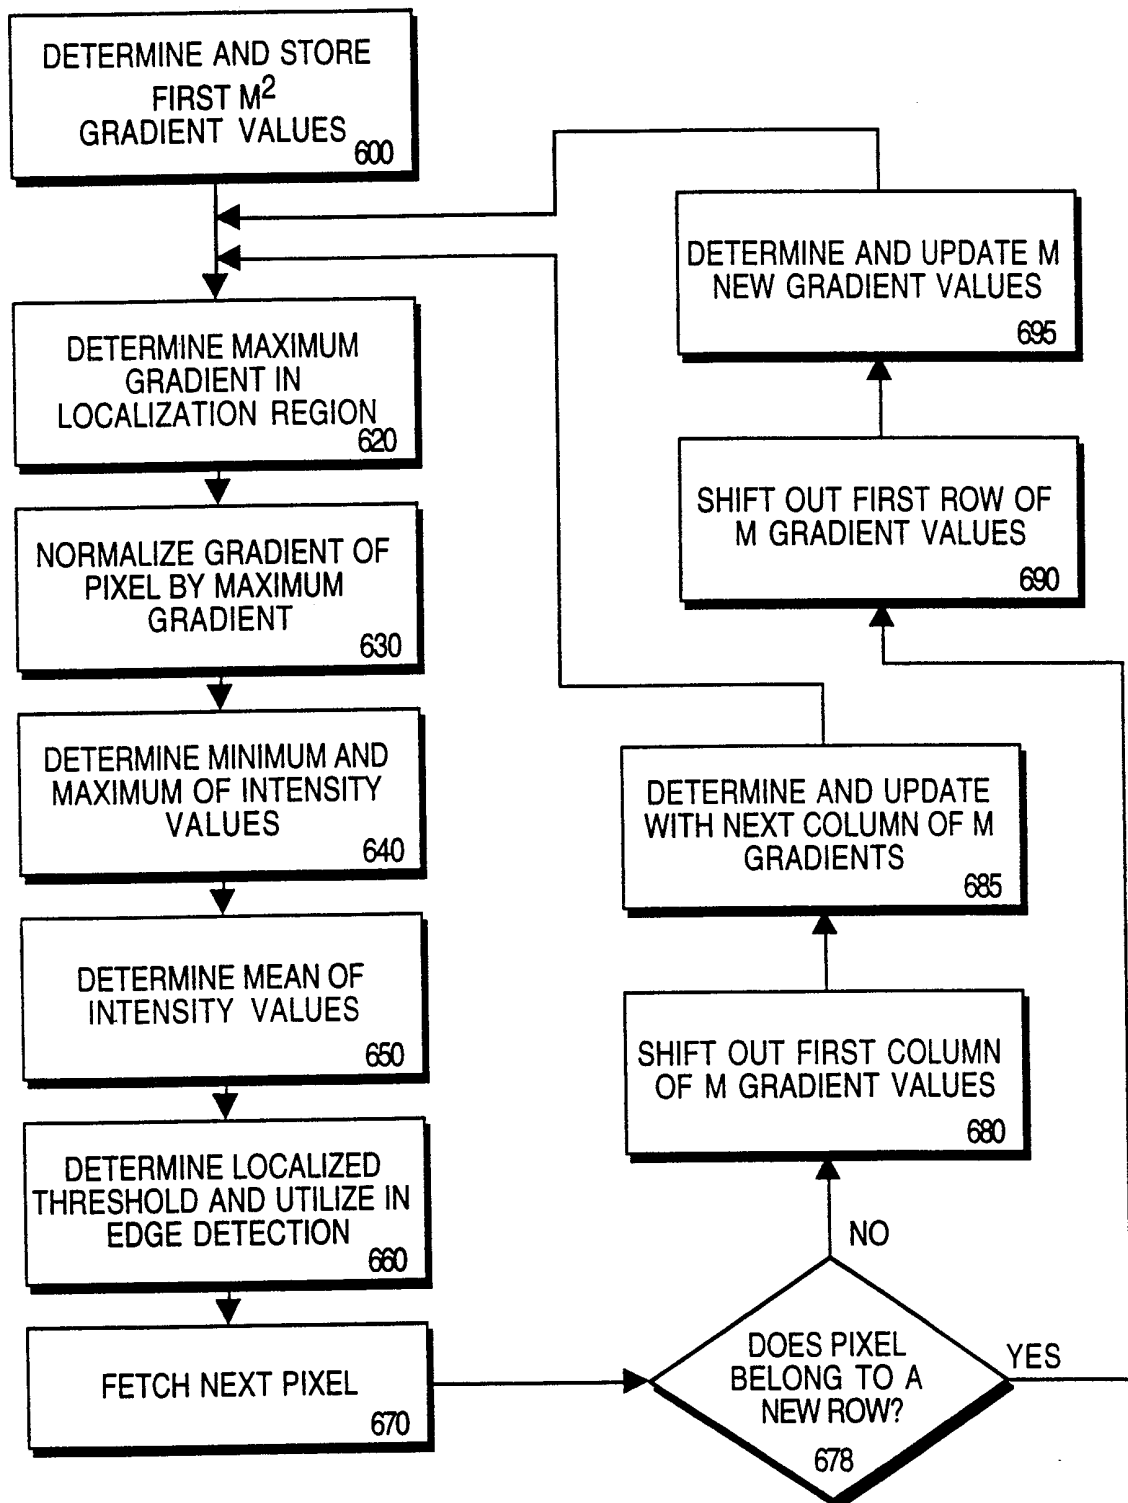 DETERMINE AND STORE
FIRST M²
GRADIENT VALUES
600
DETERMINE MAXIMUM
GRADIENT IN
LOCALIZATION REGION
620
NORMALIZE GRADIENT OF
PIXEL BY MAXIMUM
GRADIENT
630
DETERMINE MINIMUM AND
MAXIMUM OF INTENSITY
VALUES
640
DETERMINE MEAN OF
INTENSITY VALUES
650
DETERMINE LOCALIZED
THRESHOLD AND UTILIZE IN
EDGE DETECTION
660
FETCH NEXT PIXEL
670
DOES PIXEL
BELONG TO A
NEW ROW?
678
NO
YES
SHIFT OUT FIRST COLUMN
OF M GRADIENT VALUES
680
DETERMINE AND UPDATE
WITH NEXT COLUMN OF M
GRADIENTS
685
SHIFT OUT FIRST ROW OF
M GRADIENT VALUES
690
DETERMINE AND UPDATE M
NEW GRADIENT VALUES
695